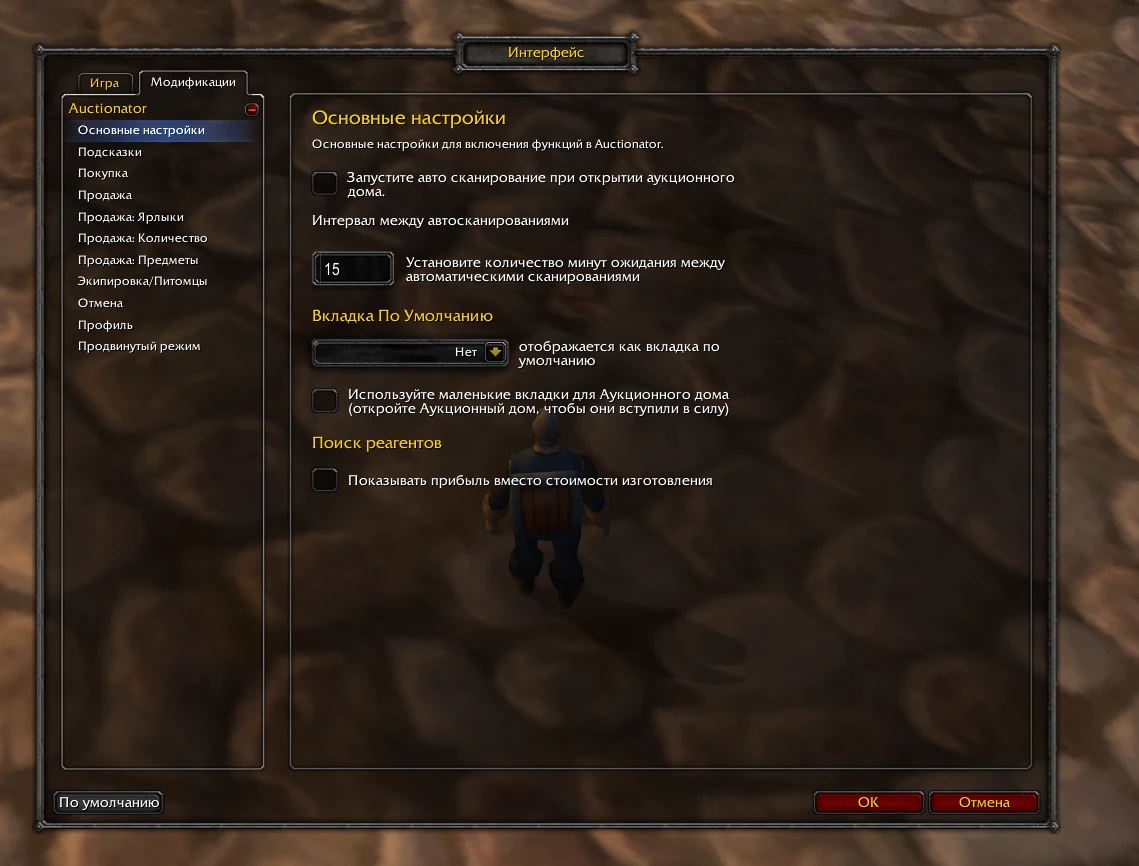 Интерфейс
Игра
Модификации
Auctionator
Основные настройки
Подсказки
Покупка
Продажа
Продажа: Ярлыки
Продажа: Количество
Продажа: Предметы
Экипировка/Питомцы
Отмена
Профиль
Продвинутый режим
Основные настройки
Основные настройки для включения функций в Auctionator.
Запустите авто сканирование при открытии аукционного
дома.
Интервал между автосканированиями
15
Установите количество минут ожидания между
автоматическими сканированиями
Вкладка По Умолчанию
Нет
отображается как вкладка по
умолчанию
Используйте маленькие вкладки для Аукционного дома
(откройте Аукционный дом, чтобы они вступили в силу)
Поиск реагентов
Показывать прибыль вместо стоимости изготовления
По умолчанию
ОК
Отмена